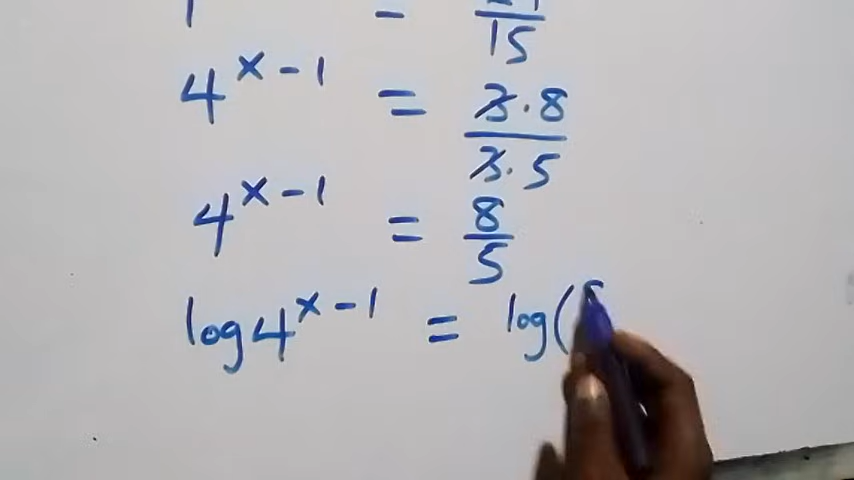 = /15
4^x-1 = 3·8/3·5
4^x-1 = 8/5
log4^x-1 = log(